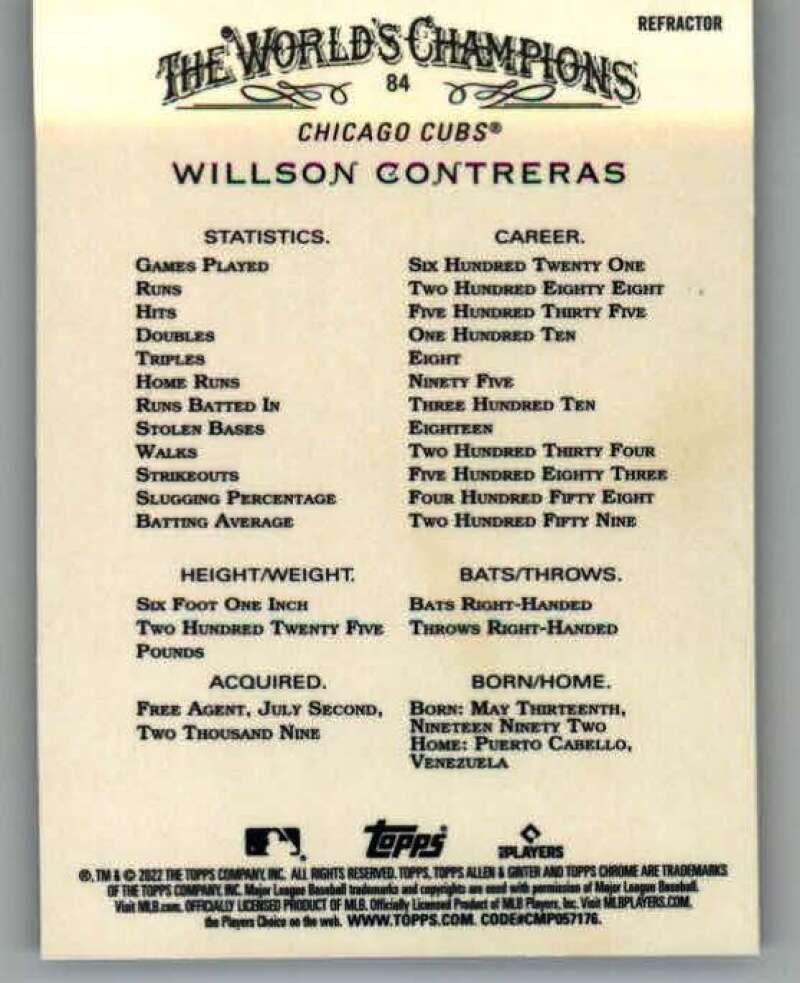 REFRACTOR
THE WORLD'S CHAMPIONS
84
CHICAGO CUBS®
WILLSON CONTRERAS
STATISTICS. CAREER.
GAMES PLAYED SIX HUNDRED TWENTY ONE
RUNS TWO HUNDRED EIGHTY EIGHT
HITS FIVE HUNDRED THIRTY FIVE
DOUBLES ONE HUNDRED TEN
TRIPLES EIGHT
HOME RUNS NINETY FIVE
RUNS BATTED IN THREE HUNDRED TEN
STOLEN BASES EIGHTEEN
WALKS TWO HUNDRED THIRTY FOUR
STRIKEOUTS FIVE HUNDRED EIGHTY THREE
SLUGGING PERCENTAGE FOUR HUNDRED FIFTY EIGHT
BATTING AVERAGE TWO HUNDRED FIFTY NINE
HEIGHT/WEIGHT.
SIX FOOT ONE INCH
TWO HUNDRED TWENTY FIVE
POUNDS
BATS/THROWS.
BATS RIGHT-HANDED
THROWS RIGHT-HANDED
ACQUIRED.
FREE AGENT, JULY SECOND,
TWO THOUSAND NINE
BORN/HOME.
BORN: MAY THIRTEENTH,
NINETEEN NINETY TWO
HOME: PUERTO CABELLO,
VENEZUELA
topps®
PLAYERS
®, TM & © 2022 THE TOPPS COMPANY, INC. ALL RIGHTS RESERVED. TOPPS, TOPPS ALLEN & GINTER AND TOPPS CHROME ARE TRADEMARKS
OF THE TOPPS COMPANY, INC. Major League Baseball trademarks and copyrights are used with permission of Major League Baseball.
Visit MLB.com. OFFICIALLY LICENSED PRODUCT OF MLB. Officially Licensed Product of MLB Players, Inc. Visit MLBPLAYERS.COM,
the Players Choice on the web. WWW.TOPPS.COM. CODE#CMP057176.